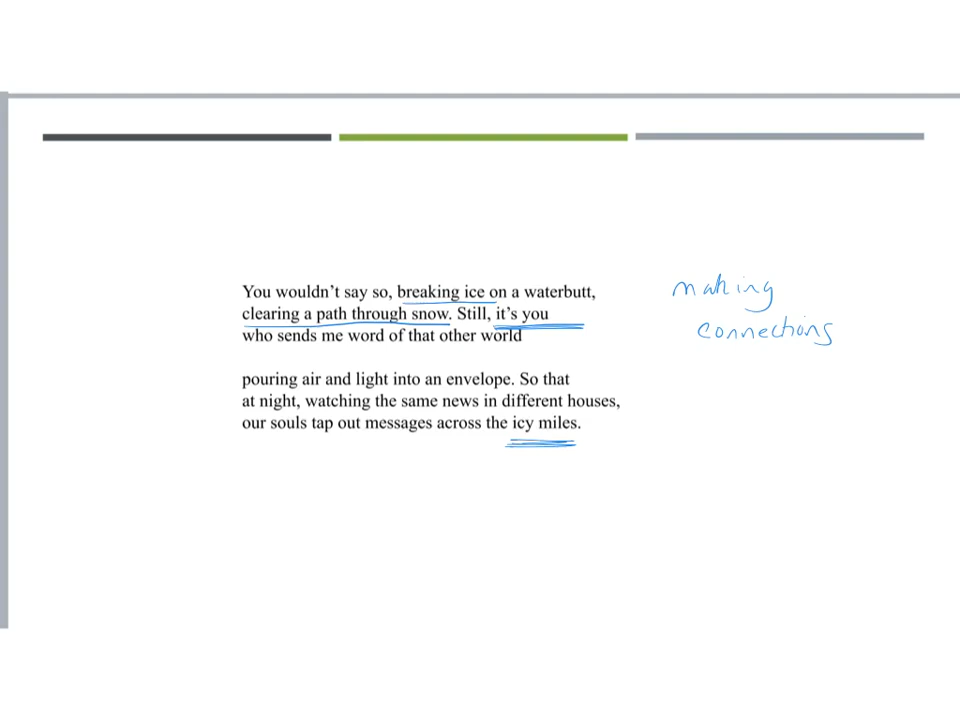 You wouldn’t say so, breaking ice on a waterbutt,
clearing a path through snow. Still, it’s you
who sends me word of that other world
pouring air and light into an envelope. So that
at night, watching the same news in different houses,
our souls tap out messages across the icy miles.
making
connections